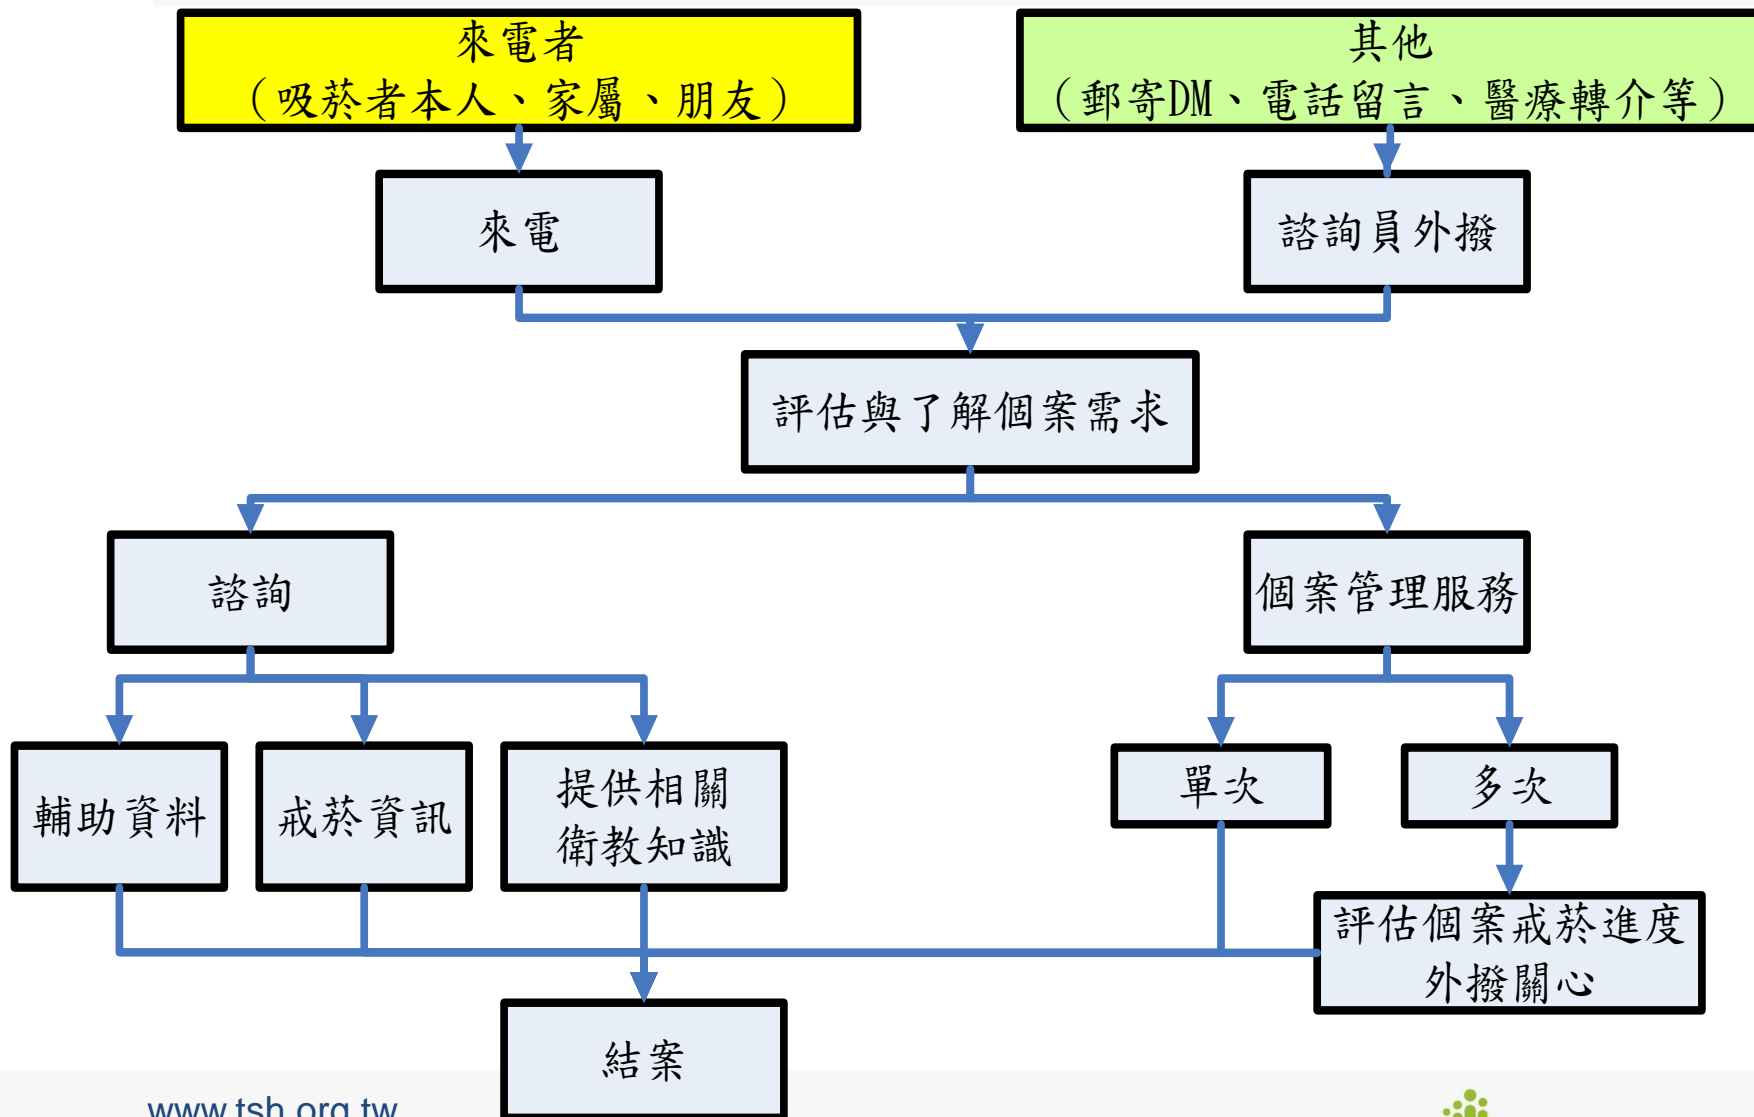 來電者
（吸菸者本人、家屬、朋友）
其他
（郵寄DM、電話留言、醫療轉介等）
來電
諮詢員外撥
評估與了解個案需求
諮詢
個案管理服務
輔助資料
戒菸資訊
提供相關
衛教知識
單次
多次
評估個案戒菸進度
外撥關心
結案
www.tsh.org.tw